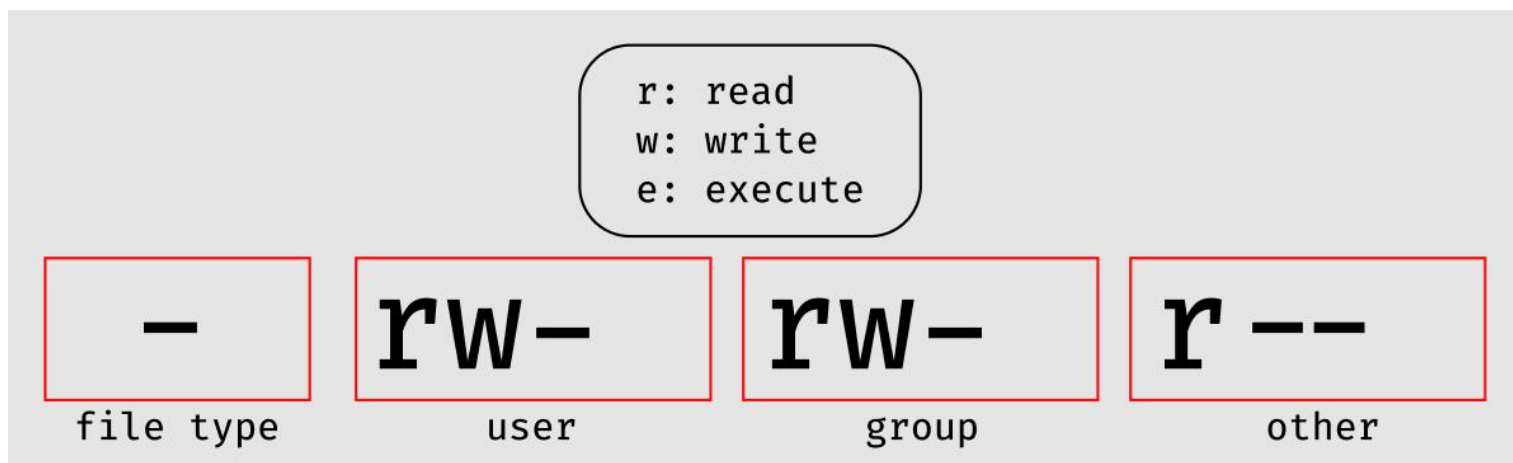 r: read
w: write
e: execute
- rw- rw- r--
file type user group other